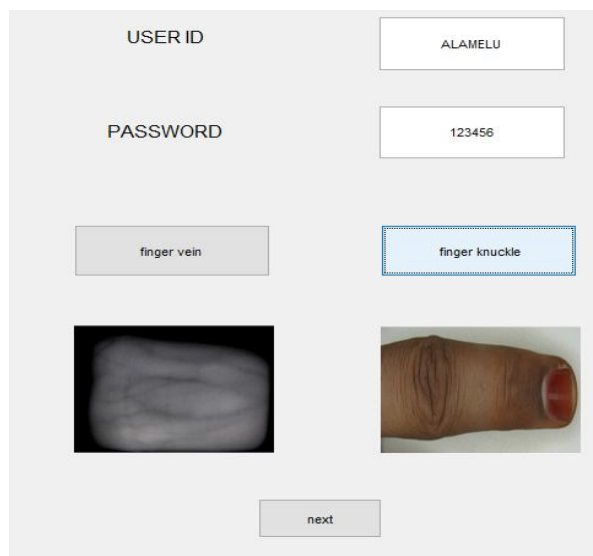 USER ID
ALAMELU
PASSWORD
123456
finger vein
finger knuckle
next